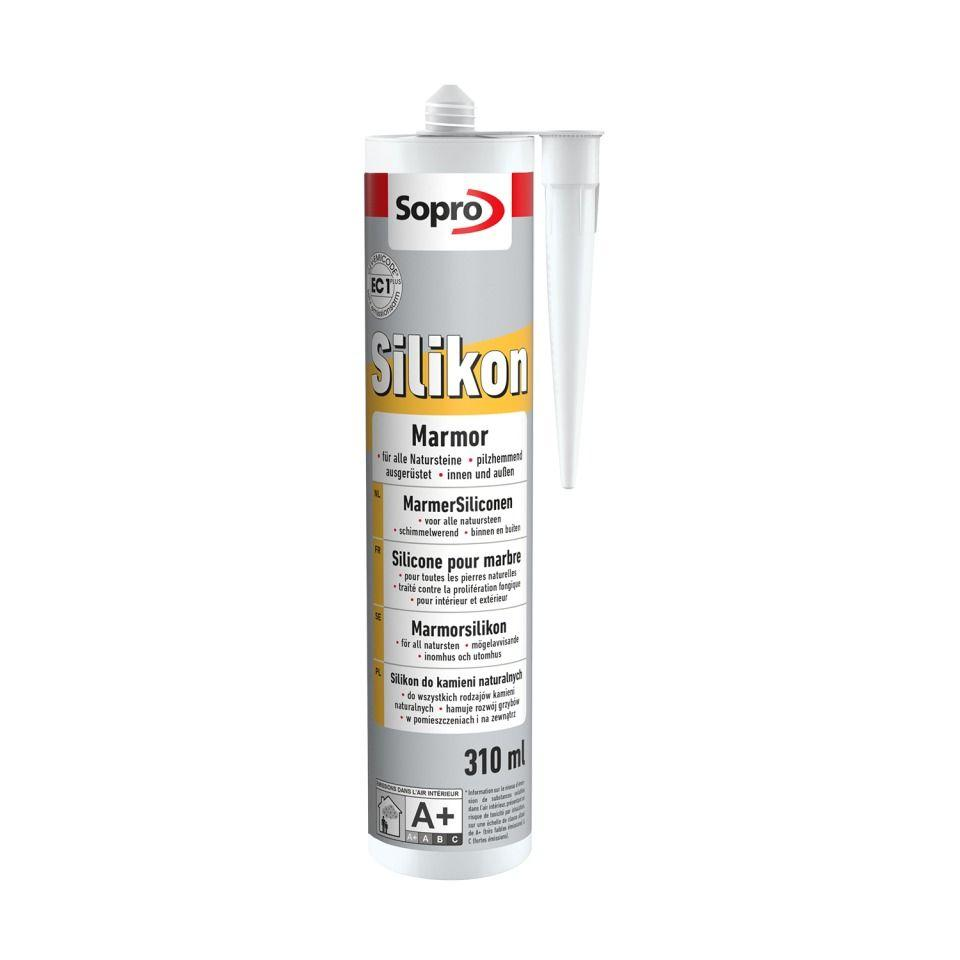 Sopro
EMICODE®
EC1 PLUS
emissionsarm
Silikon
Marmor
• für alle Natursteine • pilzhemmend
ausgerüstet • innen und außen
NL
MarmerSiliconen
• voor alle natuursteen
• schimmelwerend • binnen en buiten
FR
Silicone pour marbre
• pour toutes les pierres naturelles
• traité contre la prolifération fongique
• pour intérieur et extérieur
SE
Marmorsilikon
• för all natursten • mögelavvisande
• inomhus och utomhus
PL
Silikon do kamieni naturalnych
• do wszystkich rodzajów kamieni
naturalnych • hamuje rozwój grzybów
• w pomieszczeniach i na zewnątrz
310 ml
ÉMISSIONS DANS L'AIR INTÉRIEUR
A+
A+ A B C
* Information sur le niveau d'émis-
sion de substances volatiles
dans l'air intérieur, présentant un
risque de toxicité par inhalation,
sur une échelle de classe allant
de A+ (très faibles émissions) à
C (fortes émissions).